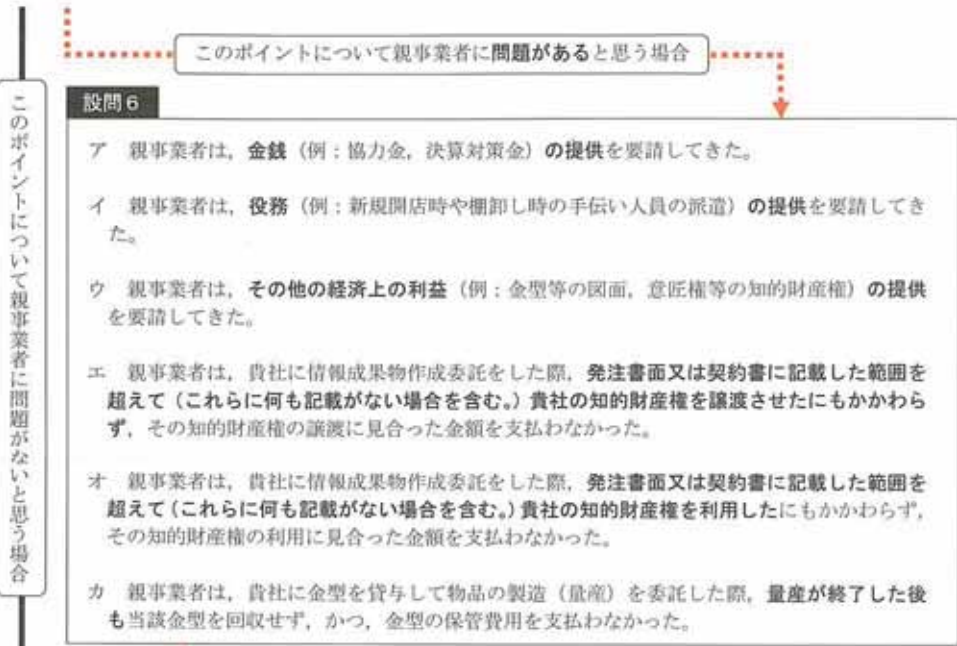 このポイントについて親事業者に問題があると思う場合
このポイントについて親事業者に問題がないと思う場合
設問6
ア 親事業者は，金銭（例：協力金，決算対策金）の提供を要請してきた。
イ 親事業者は，役務（例：新規開店時や棚卸し時の手伝い人員の派遣）の提供を要請してき
た。
ウ 親事業者は，その他の経済上の利益（例：金型等の図面，意匠権等の知的財産権）の提供
を要請してきた。
エ 親事業者は，貴社に情報成果物作成委託をした際，発注書面又は契約書に記載した範囲を
超えて（これらに何も記載がない場合を含む。）貴社の知的財産権を譲渡させたにもかかわら
ず，その知的財産権の譲渡に見合った金額を支払わなかった。
オ 親事業者は，貴社に情報成果物作成委託をした際，発注書面又は契約書に記載した範囲を
超えて（これらに何も記載がない場合を含む。）貴社の知的財産権を利用したにもかかわらず，
その知的財産権の利用に見合った金額を支払わなかった。
カ 親事業者は，貴社に金型を貸与して物品の製造（量産）を委託した際，量産が終了した後
も当該金型を回収せず，かつ，金型の保管費用を支払わなかった。